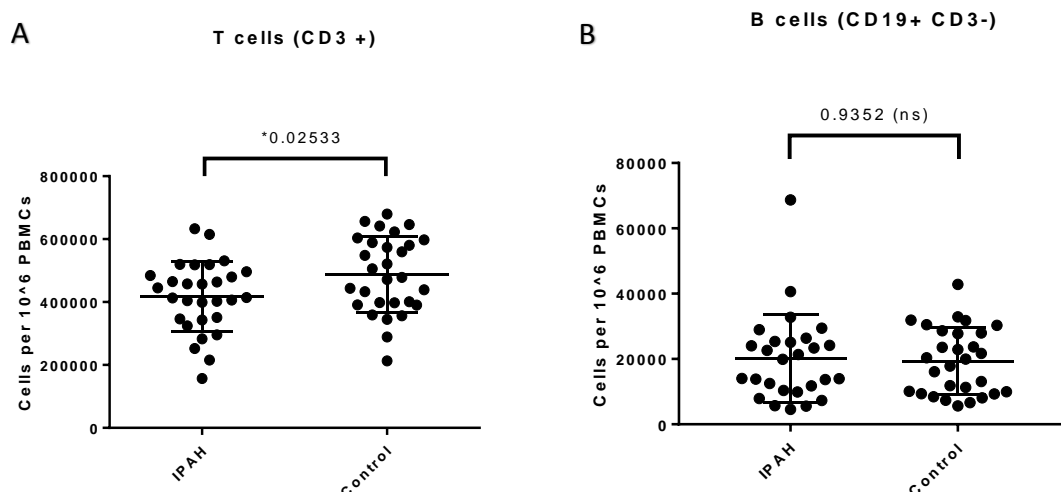 A
T cells (CD3 +)
*0.02533
Cells per 10^6 PBMCs
800000
600000
400000
200000
0
IPAH
Control
B
B cells (CD19+ CD3-)
0.9352 (ns)
Cells per 10^6 PBMCs
80000
60000
40000
20000
0
IPAH
Control